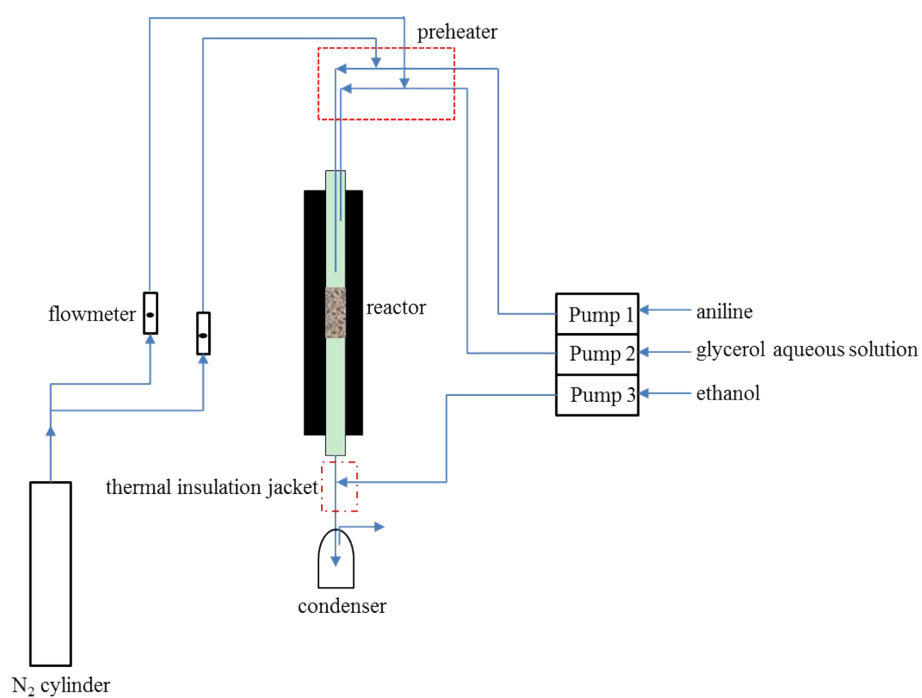 preheater
flowmeter
reactor
Pump 1
aniline
Pump 2
glycerol aqueous solution
Pump 3
ethanol
thermal insulation jacket
condenser
N₂ cylinder